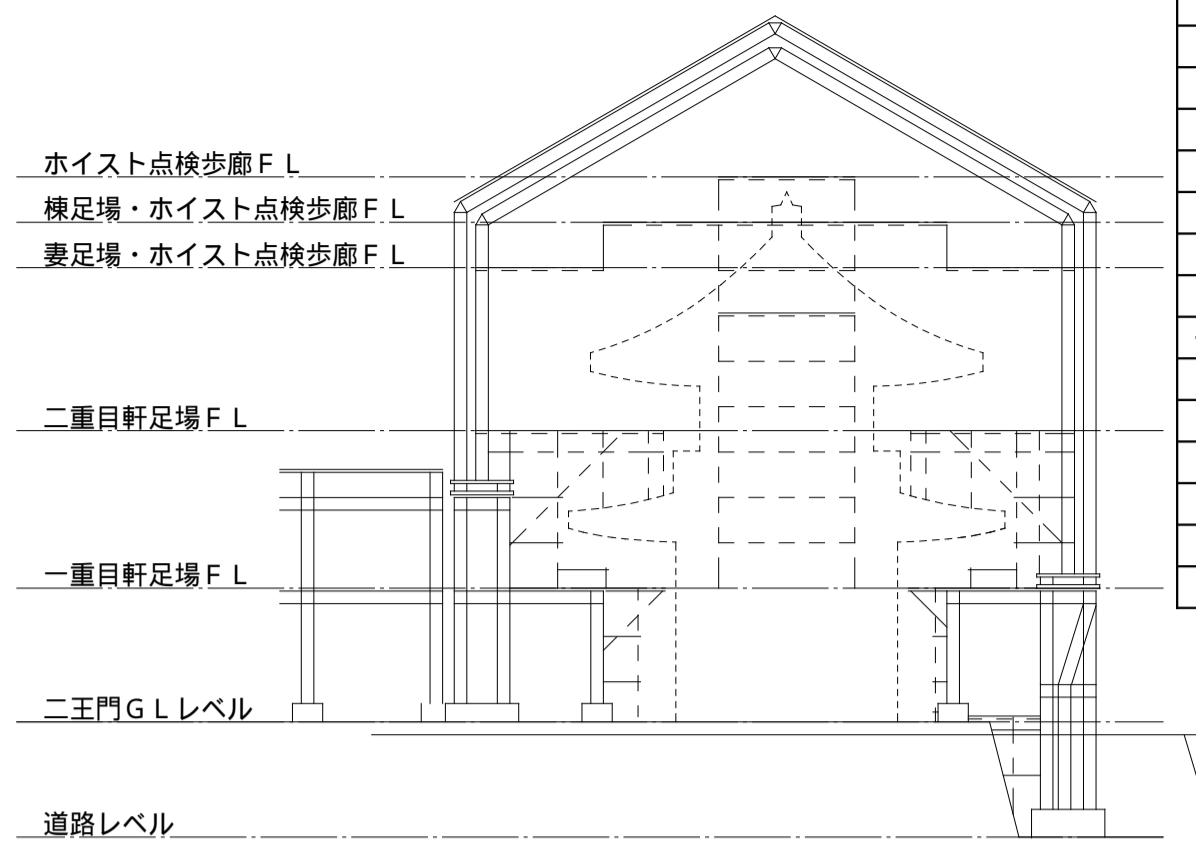 ホイスト点検歩廊ＦＬ
棟足場・ホイスト点検歩廊ＦＬ
妻足場・ホイスト点検歩廊ＦＬ
二重目軒足場ＦＬ
一重目軒足場ＦＬ
二王門ＧＬレベル
道路レベル